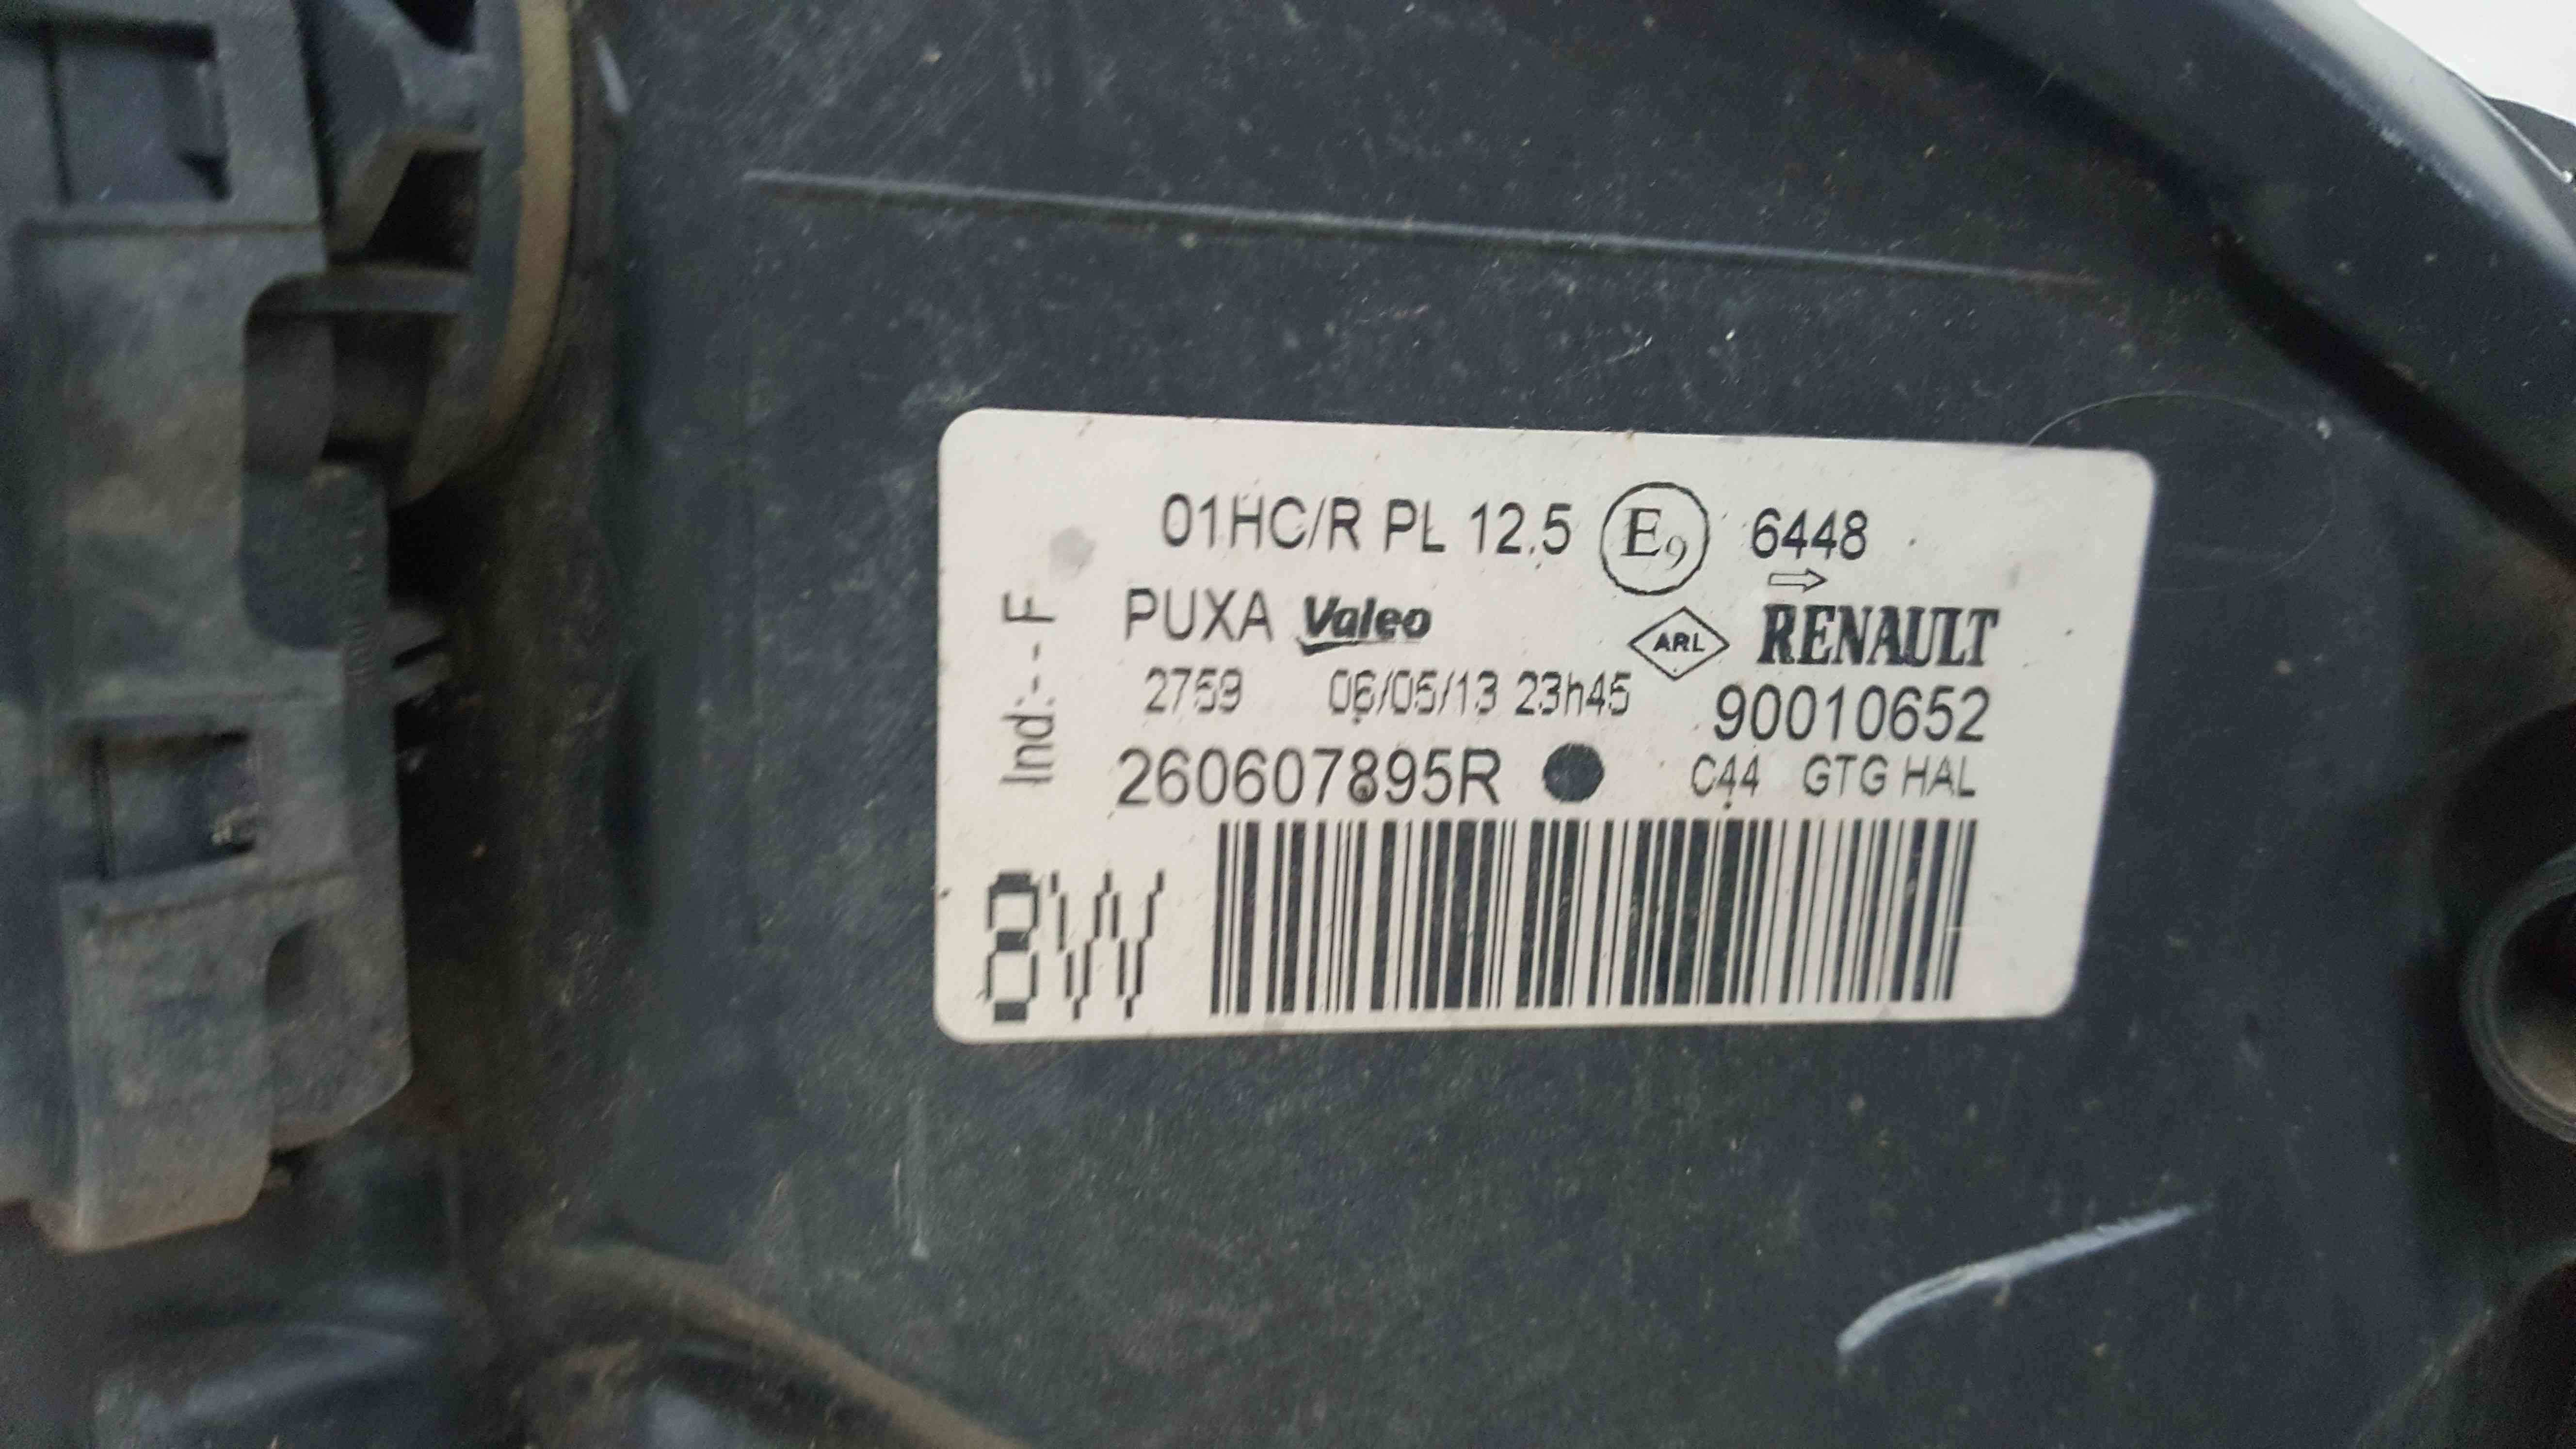 01HC/R PL 12.5 E9 6448
PUXA Valeo ARL RENAULT
2759 06/05/13 23h45 90010652
260607895R C44 GTG HAL
Ind:--F
8W